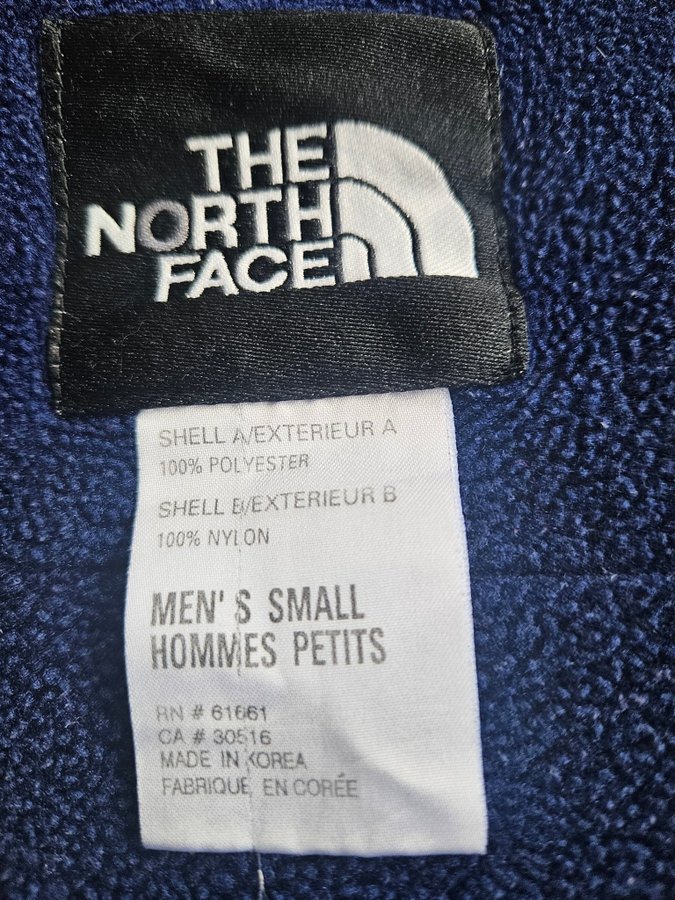 THE
NORTH
FACE
SHELL A/EXTERIEUR A
100% POLYESTER
SHELL B/EXTERIEUR B
100% NYLON
MEN'S SMALL
HOMMES PETITS
RN # 61661
CA # 30516
MADE IN KOREA
FABRIQUE EN CORÉE